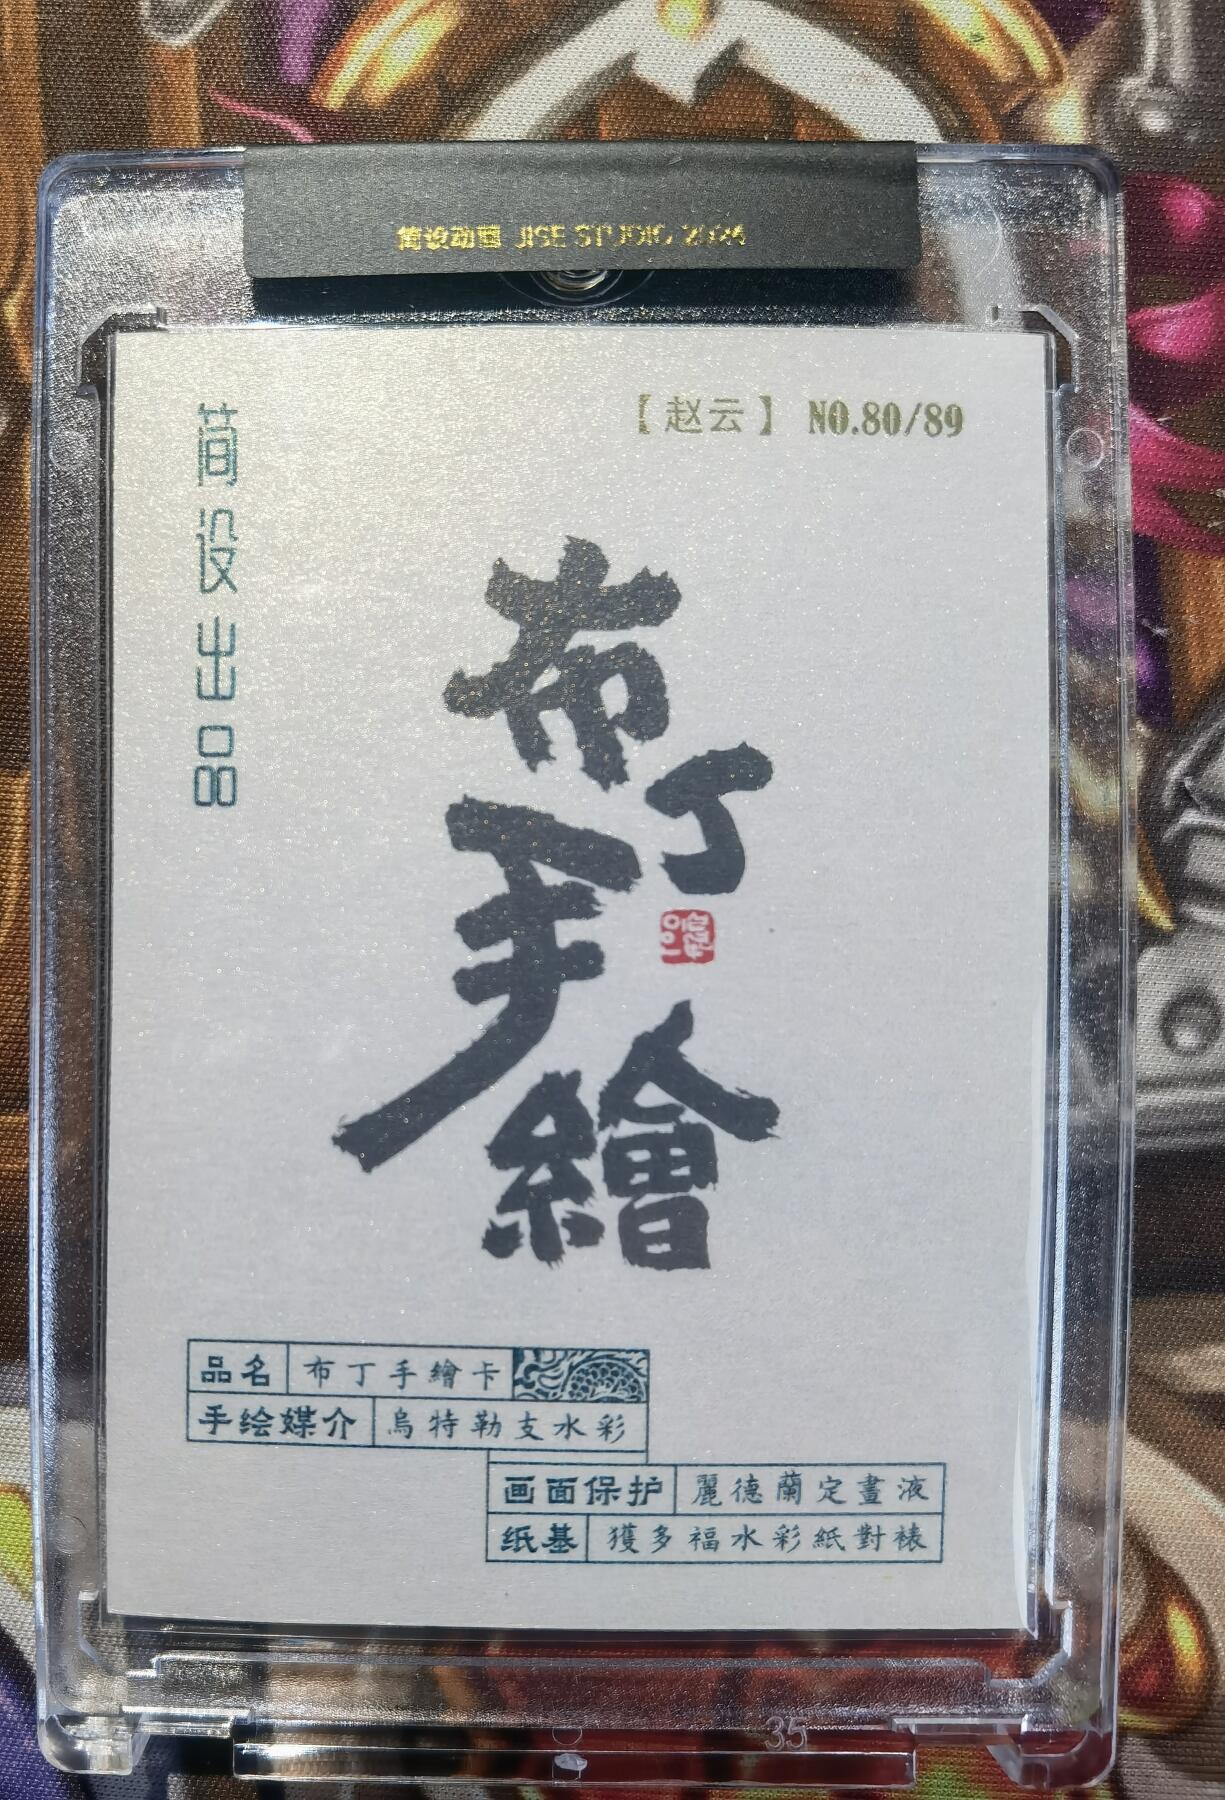 简设动画 JISE STUDIO 2024
【赵云】 NO.80/89
简设出品
布丁
手繪
品名 布丁手繪卡
手绘媒介 烏特勒支水彩
画面保护 麗德蘭定畫液
纸基 獲多福水彩紙對裱
35